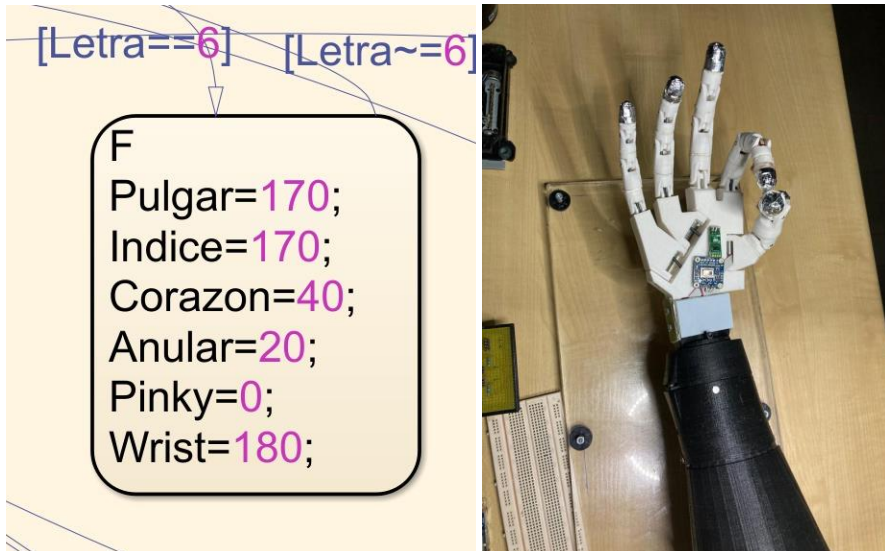 [Letra==6] [Letra~=6]
F
Pulgar=170;
Indice=170;
Corazon=40;
Anular=20;
Pinky=0;
Wrist=180;